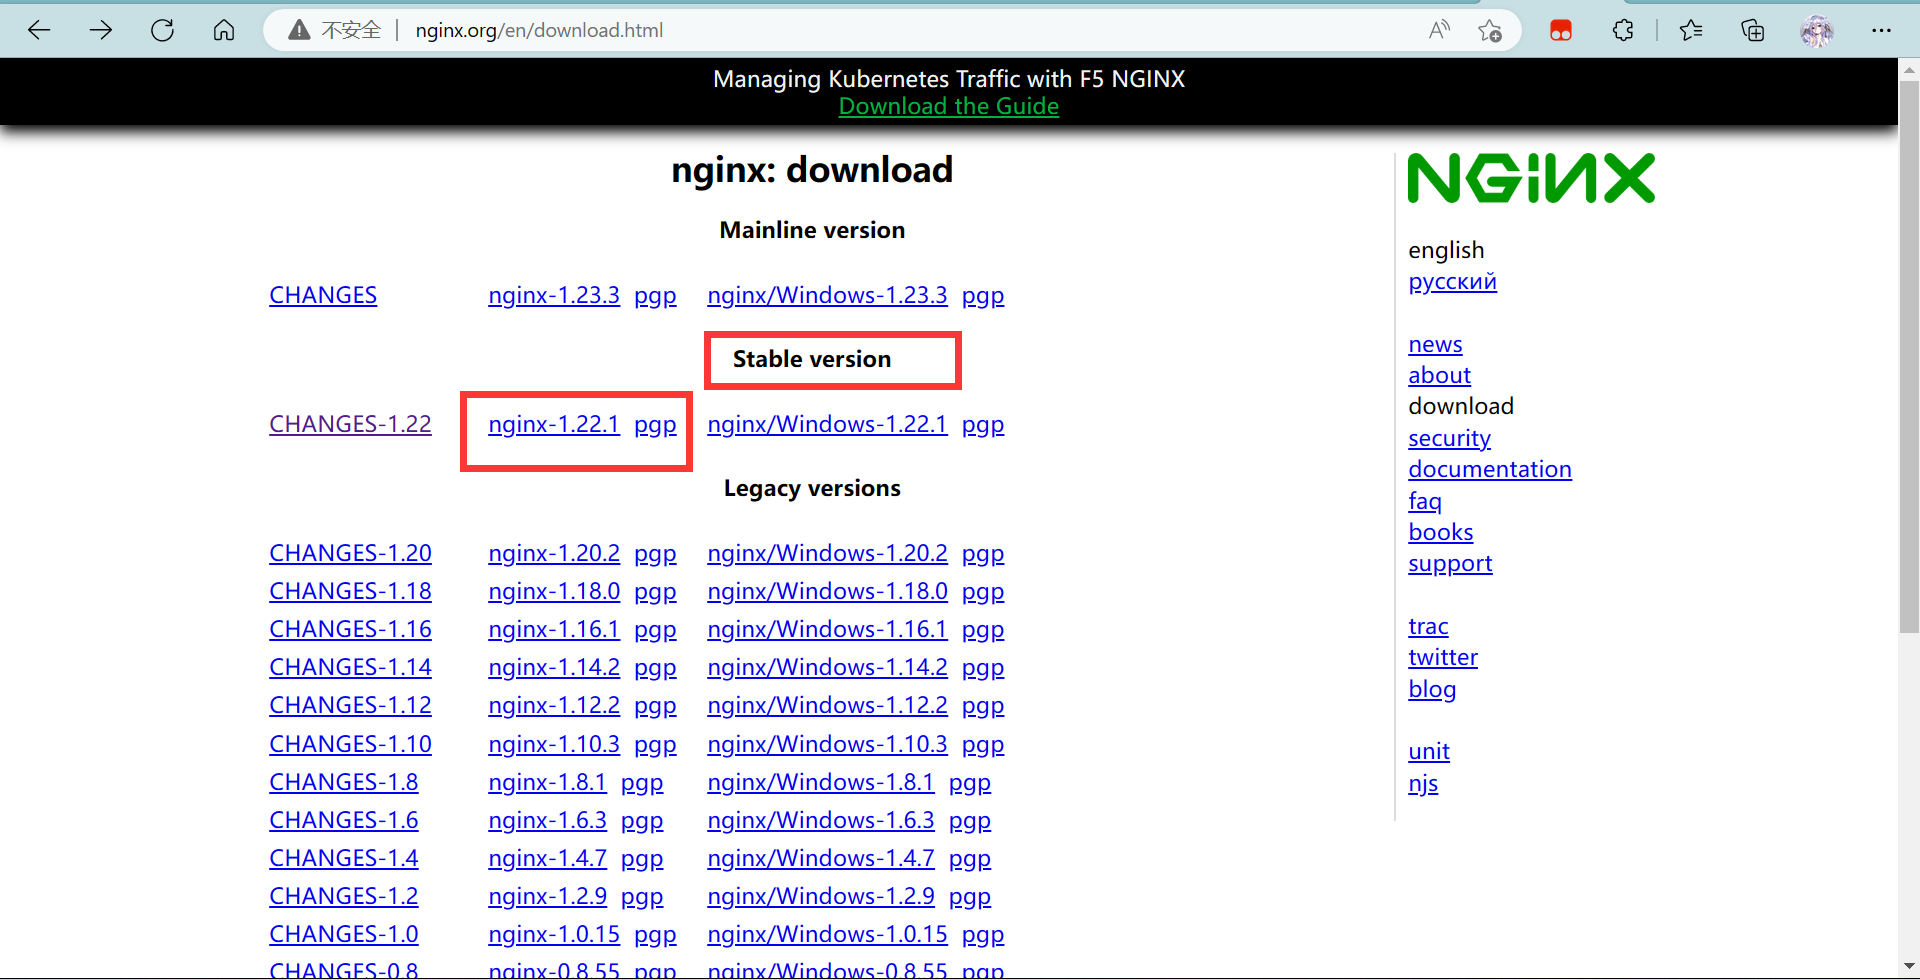 不安全 | nginx.org/en/download.html
Managing Kubernetes Traffic with F5 NGINX
Download the Guide
nginx: download
Mainline version
CHANGES nginx-1.23.3 pgp nginx/Windows-1.23.3 pgp
Stable version
CHANGES-1.22 nginx-1.22.1 pgp nginx/Windows-1.22.1 pgp
Legacy versions
CHANGES-1.20 nginx-1.20.2 pgp nginx/Windows-1.20.2 pgp
CHANGES-1.18 nginx-1.18.0 pgp nginx/Windows-1.18.0 pgp
CHANGES-1.16 nginx-1.16.1 pgp nginx/Windows-1.16.1 pgp
CHANGES-1.14 nginx-1.14.2 pgp nginx/Windows-1.14.2 pgp
CHANGES-1.12 nginx-1.12.2 pgp nginx/Windows-1.12.2 pgp
CHANGES-1.10 nginx-1.10.3 pgp nginx/Windows-1.10.3 pgp
CHANGES-1.8 nginx-1.8.1 pgp nginx/Windows-1.8.1 pgp
CHANGES-1.6 nginx-1.6.3 pgp nginx/Windows-1.6.3 pgp
CHANGES-1.4 nginx-1.4.7 pgp nginx/Windows-1.4.7 pgp
CHANGES-1.2 nginx-1.2.9 pgp nginx/Windows-1.2.9 pgp
CHANGES-1.0 nginx-1.0.15 pgp nginx/Windows-1.0.15 pgp
CHANGES-0.8 nginx-0.8.55 pgp nginx/Windows-0.8.55 pgp
NGINX
english
русский
news
about
download
security
documentation
faq
books
support
trac
twitter
blog
unit
njs